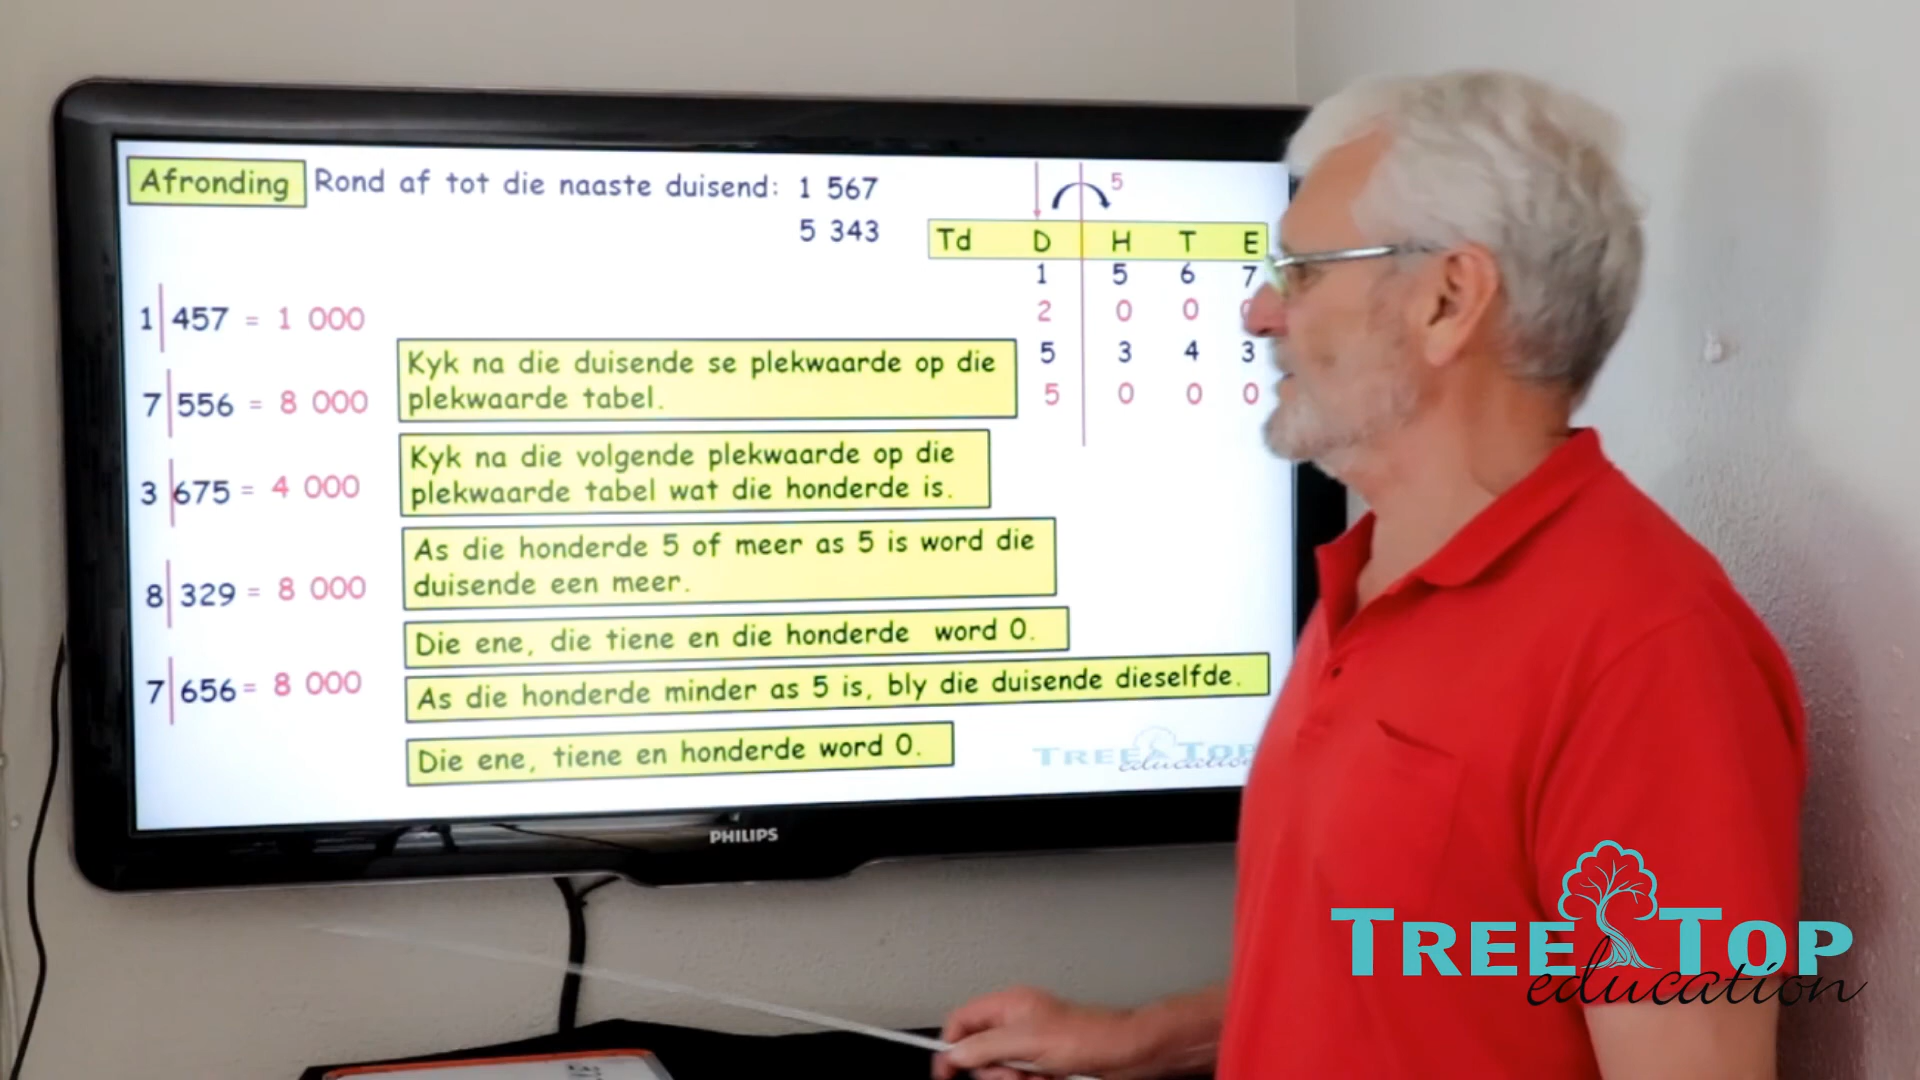 Afronding Rond af tot die naaste duisend: 1 567
5 343
5
Td D H T E
1 5 6 7
2 0 0
5 3 4 3
5 0 0 0
1 457 = 1 000
7 556 = 8 000
3 675 = 4 000
8 329 = 8 000
7 656 = 8 000
Kyk na die duisende se plekwaarde op die
plekwaarde tabel.
Kyk na die volgende plekwaarde op die
plekwaarde tabel wat die honderde is.
As die honderde 5 of meer as 5 is word die
duisende een meer.
Die ene, die tiene en die honderde word 0.
As die honderde minder as 5 is, bly die duisende dieselfde.
Die ene, tiene en honderde word 0.
TREE TOP
education
PHILIPS
TREE TOP
education